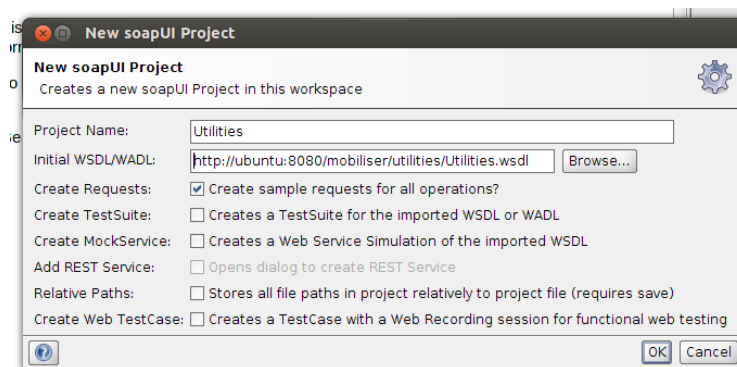 is
New soapUI Project
orr
New soapUI Project
Creates a new soapUI Project in this workspace
o
Project Name: Utilities
se
Initial WSDL/WADL: http://ubuntu:8080/mobiliser/utilities/Utilities.wsdl Browse...
Create Requests: Create sample requests for all operations?
Create TestSuite: Creates a TestSuite for the imported WSDL or WADL
Create MockService: Creates a Web Service Simulation of the imported WSDL
Add REST Service: Opens dialog to create REST Service
Relative Paths: Stores all file paths in project relatively to project file (requires save)
Create Web TestCase: Creates a TestCase with a Web Recording session for functional web testing
? OK Cancel